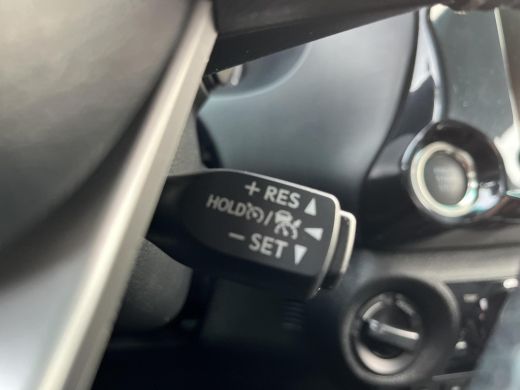 + RES
HOLD /
− SET